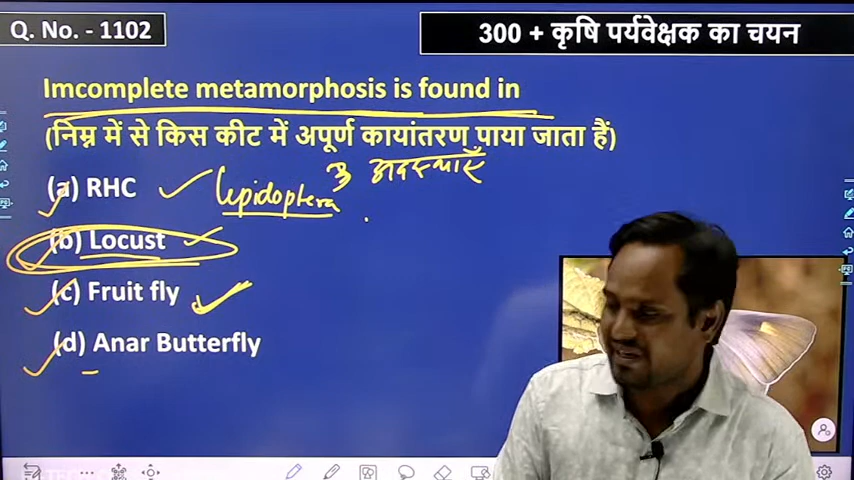 Q. No. - 1102
300 + कृषि पर्यवेक्षक का चयन
Imcomplete metamorphosis is found in
(निम्न में से किस कीट में अपूर्ण कायांतरण पाया जाता हैं)
3 अवस्थाएँ
(a) RHC Lepidoptera
(b) Locust
(c) Fruit fly
(d) Anar Butterfly